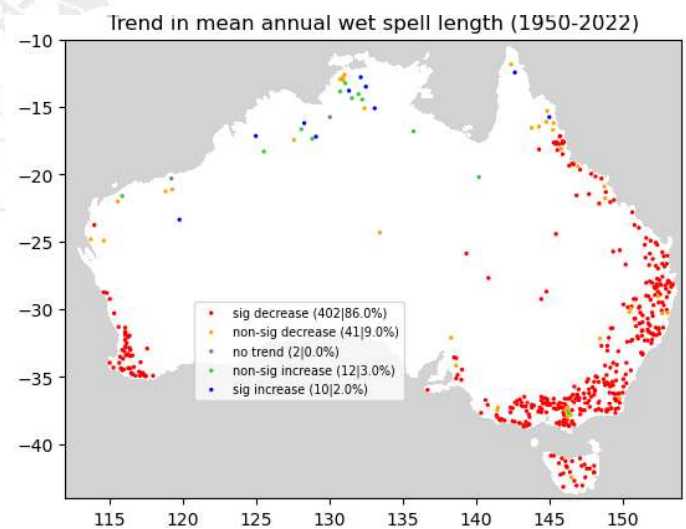 Trend in mean annual wet spell length (1950-2022)
−10
−15
−20
−25
−30
−35
−40
sig decrease (402|86.0%)
non-sig decrease (41|9.0%)
no trend (2|0.0%)
non-sig increase (12|3.0%)
sig increase (10|2.0%)
115 120 125 130 135 140 145 150